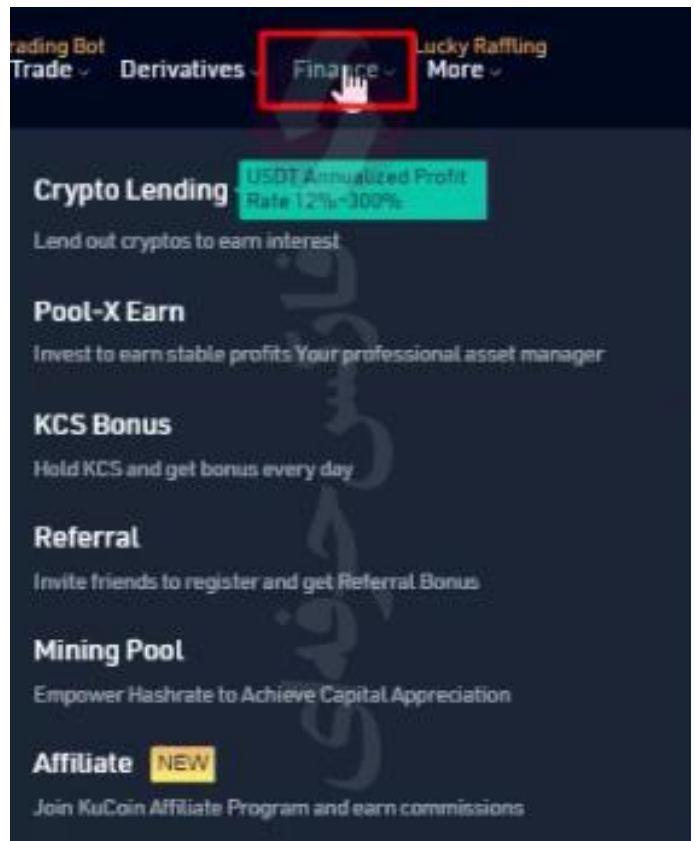 rading Bot
Lucky Raffling
Trade
Derivatives
Finance
More
Crypto Lending
USDT Annualized Profit
Rate 12%~300%
Lend out cryptos to earn interest
Pool-X Earn
Invest to earn stable profits Your professional asset manager
KCS Bonus
Hold KCS and get bonus every day
Referral
Invite friends to register and get Referral Bonus
Mining Pool
Empower Hashrate to Achieve Capital Appreciation
Affiliate NEW
Join KuCoin Affiliate Program and earn commissions